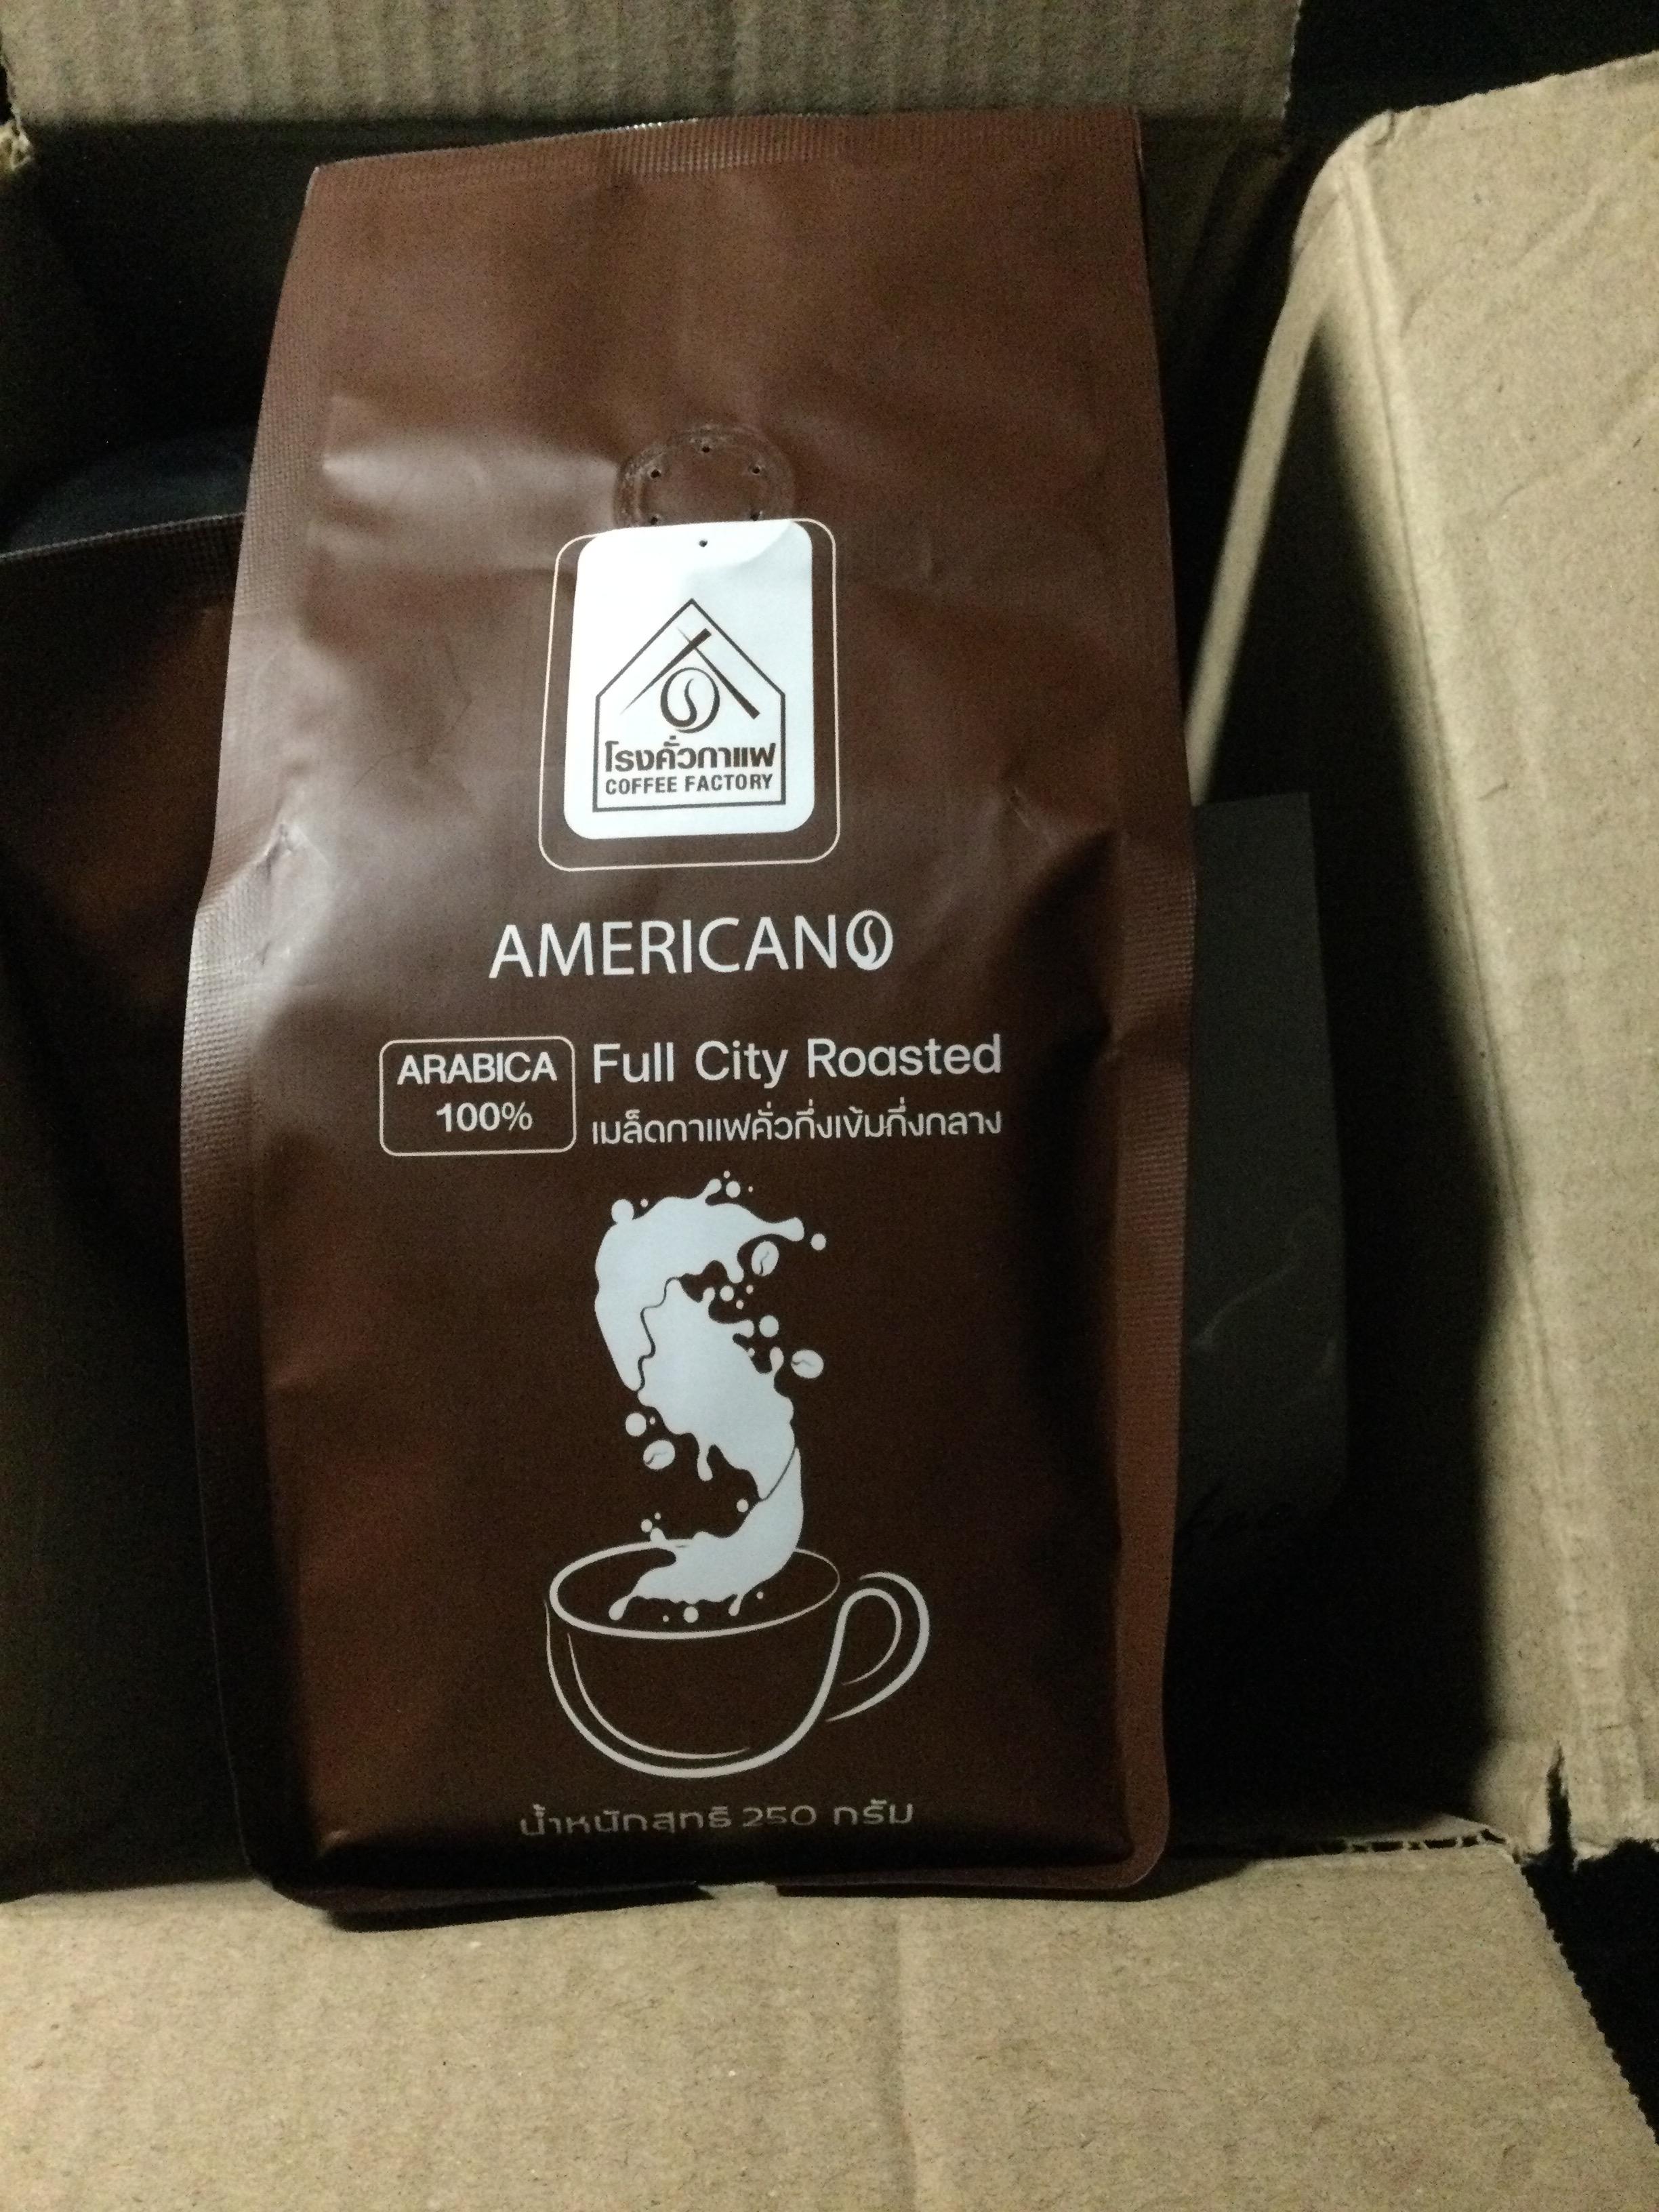 โรงคั่วกาแฟ
COFFEE FACTORY
AMERICANO
ARABICA
100%
Full City Roasted
เมล็ดกาแฟคั่วกึ่งเข้มกึ่งกลาง
น้ำหนักสุทธิ 250 กรัม